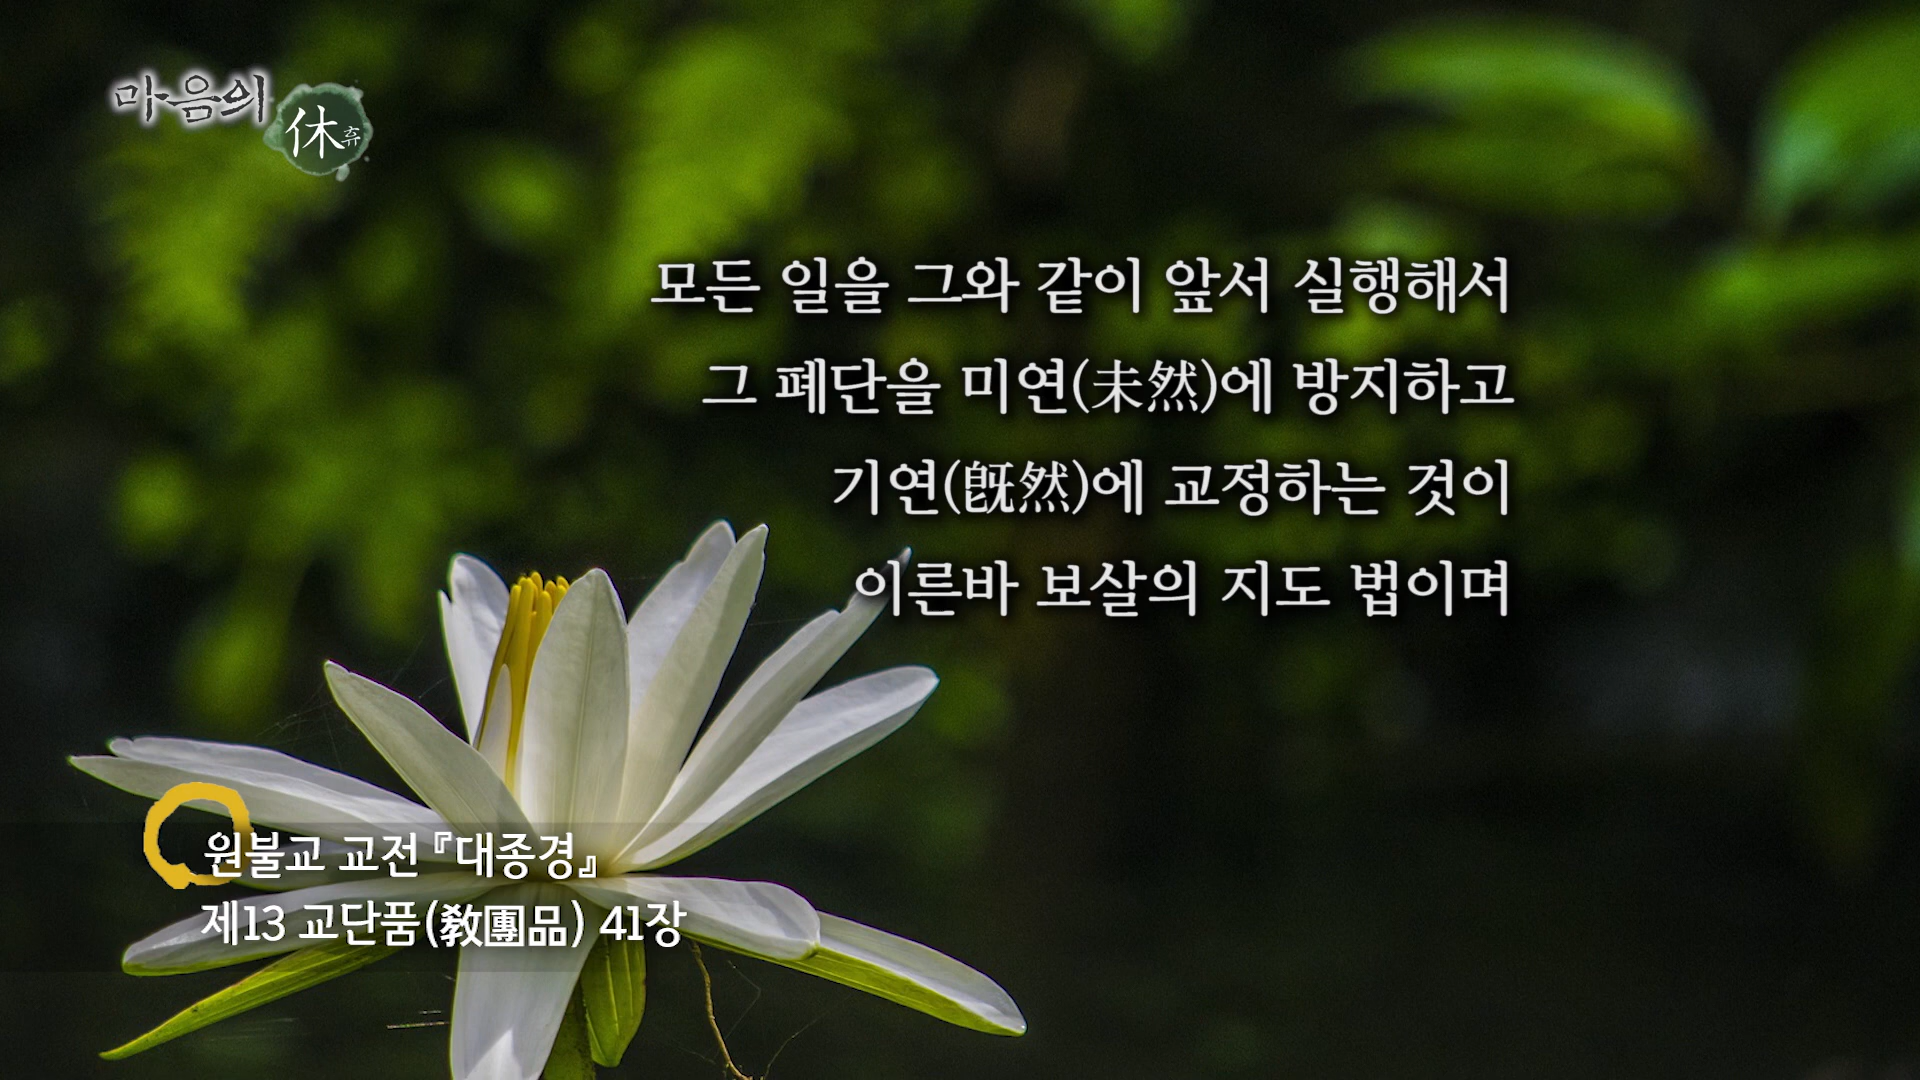 마음의 休 휴
모든 일을 그와 같이 앞서 실행해서
그 폐단을 미연(未然)에 방지하고
기연(旣然)에 교정하는 것이
이른바 보살의 지도 법이며
원불교 교전 『대종경』
제13 교단품(敎團品) 41장